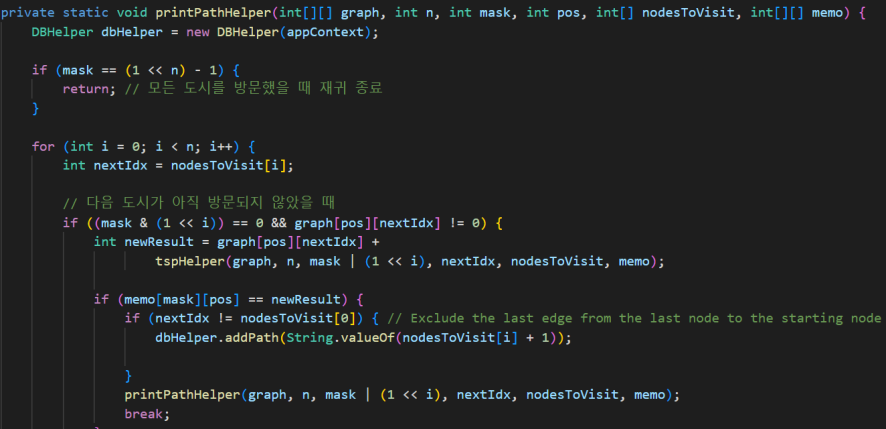 private static void printPathHelper(int[][] graph, int n, int mask, int pos, int[] nodesToVisit, int[][] memo) {
    DBHelper dbHelper = new DBHelper(appContext);

    if (mask == (1 << n) - 1) {
        return; // 모든 도시를 방문했을 때 재귀 종료
    }

    for (int i = 0; i < n; i++) {
        int nextIdx = nodesToVisit[i];

        // 다음 도시가 아직 방문되지 않았을 때
        if ((mask & (1 << i)) == 0 && graph[pos][nextIdx] != 0) {
            int newResult = graph[pos][nextIdx] +
                    tspHelper(graph, n, mask | (1 << i), nextIdx, nodesToVisit, memo);

            if (memo[mask][pos] == newResult) {
                if (nextIdx != nodesToVisit[0]) { // Exclude the last edge from the last node to the starting node
                    dbHelper.addPath(String.valueOf(nodesToVisit[i] + 1));

                }
                printPathHelper(graph, n, mask | (1 << i), nextIdx, nodesToVisit, memo);
                break;